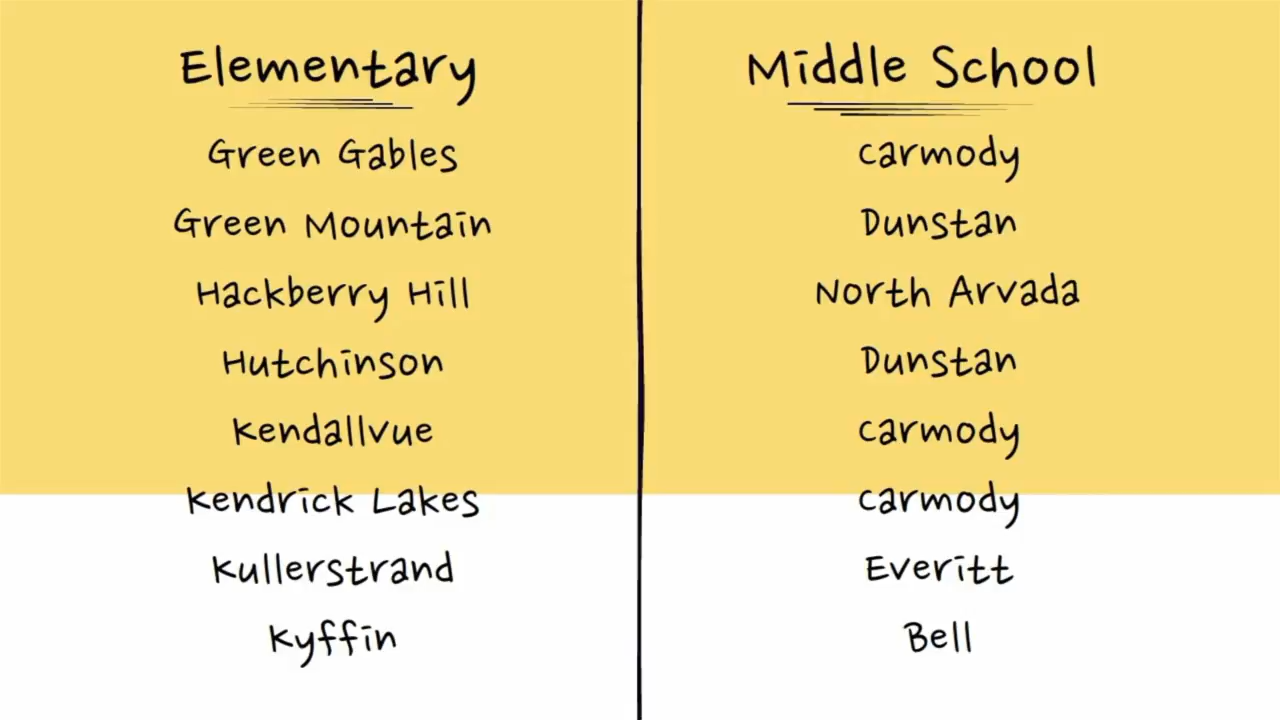 Elementary
Middle School
Green Gables
Carmody
Green Mountain
Dunstan
Hackberry Hill
North Arvada
Hutchinson
Dunstan
Kendallvue
Carmody
Kendrick Lakes
Carmody
Kullerstrand
Everitt
Kyffin
Bell